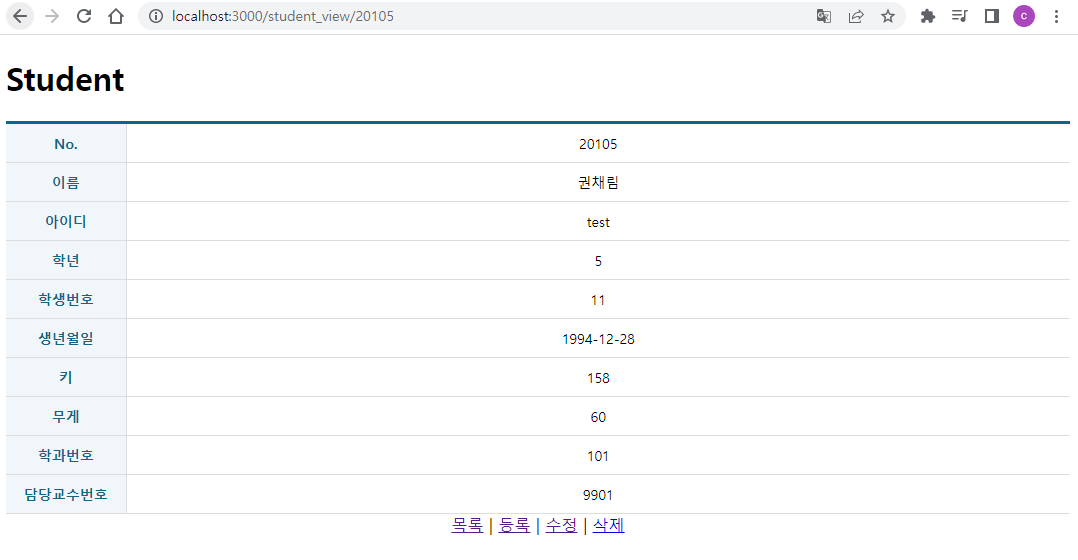 localhost:3000/student_view/20105
C
Student
No. 20105
이름 권채림
아이디 test
학년 5
학생번호 11
생년월일 1994-12-28
키 158
무게 60
학과번호 101
담당교수번호 9901
목록 | 등록 | 수정 | 삭제